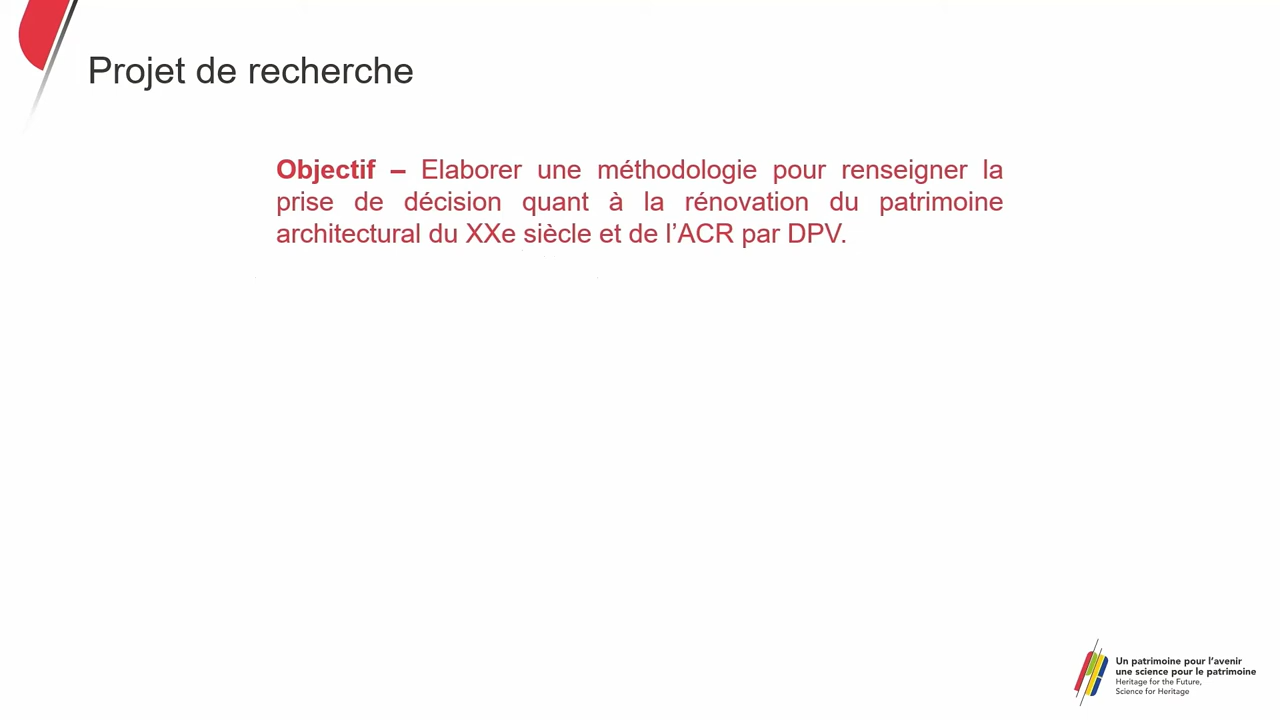 Projet de recherche
Objectif – Elaborer une méthodologie pour renseigner la
prise de décision quant à la rénovation du patrimoine
architectural du XXe siècle et de l’ACR par DPV.
Un patrimoine pour l’avenir
une science pour le patrimoine
Heritage for the Future,
Science for Heritage